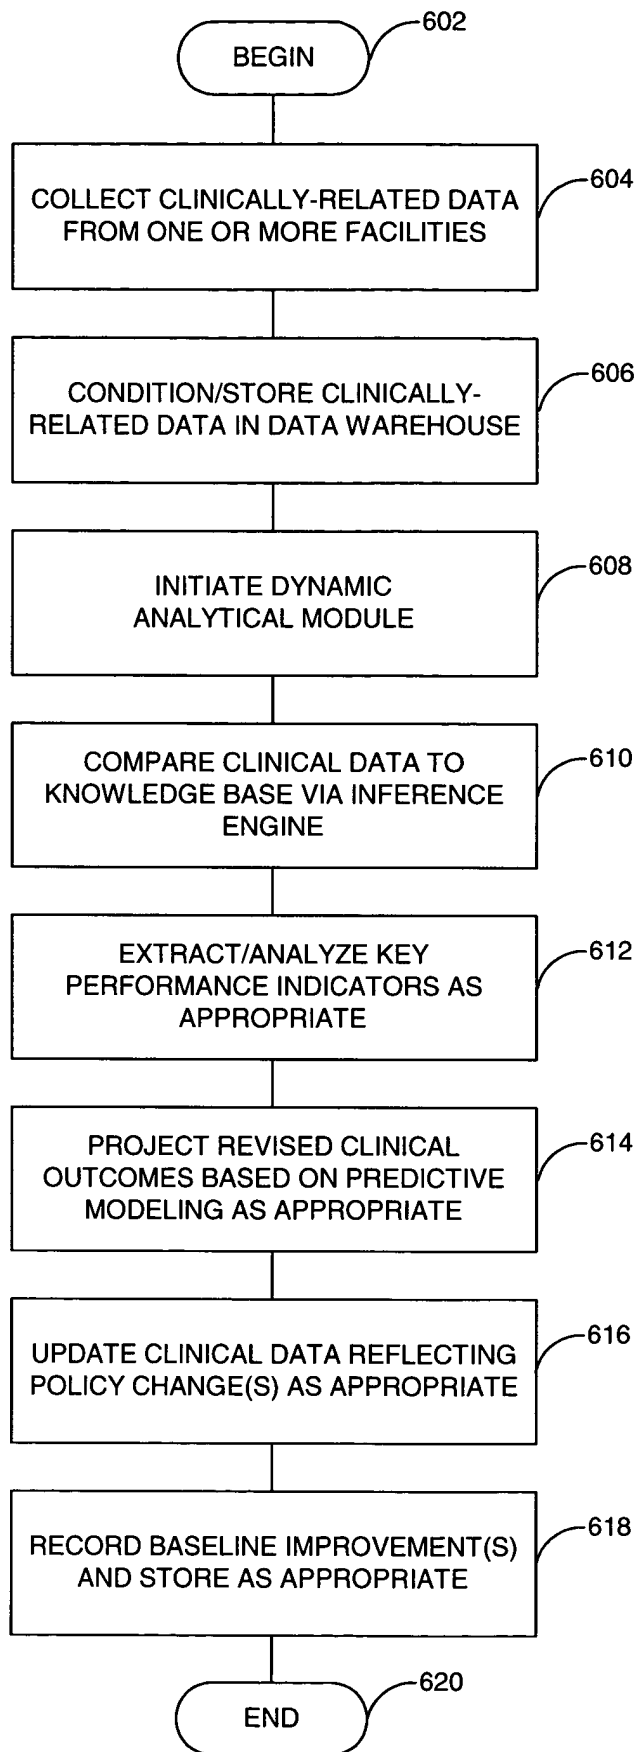 602
BEGIN
604
COLLECT CLINICALLY-RELATED DATA
FROM ONE OR MORE FACILITIES
606
CONDITION/STORE CLINICALLY-
RELATED DATA IN DATA WAREHOUSE
608
INITIATE DYNAMIC
ANALYTICAL MODULE
610
COMPARE CLINICAL DATA TO
KNOWLEDGE BASE VIA INFERENCE
ENGINE
612
EXTRACT/ANALYZE KEY
PERFORMANCE INDICATORS AS
APPROPRIATE
614
PROJECT REVISED CLINICAL
OUTCOMES BASED ON PREDICTIVE
MODELING AS APPROPRIATE
616
UPDATE CLINICAL DATA REFLECTING
POLICY CHANGE(S) AS APPROPRIATE
618
RECORD BASELINE IMPROVEMENT(S)
AND STORE AS APPROPRIATE
620
END